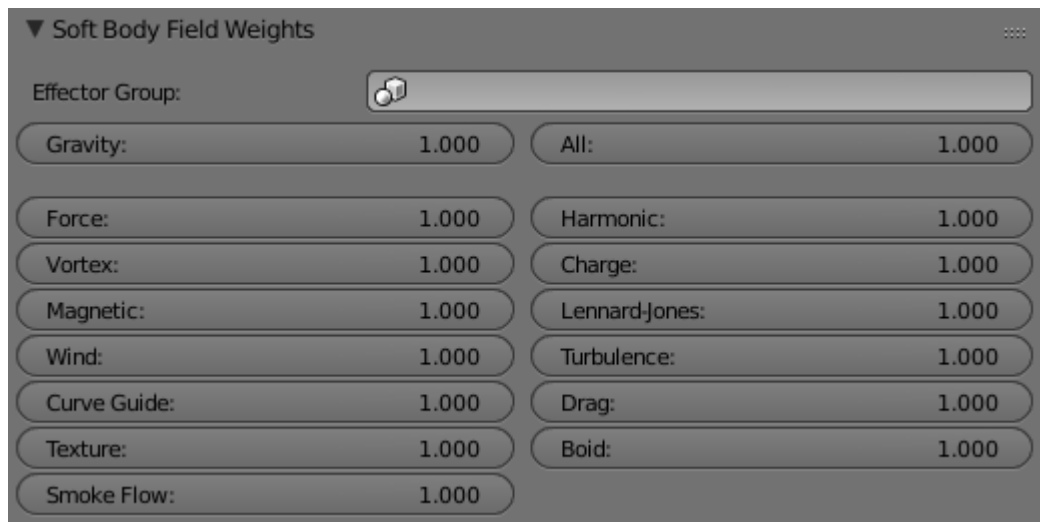 Soft Body Field Weights
Effector Group:
Gravity: 1.000 All: 1.000
Force: 1.000 Harmonic: 1.000
Vortex: 1.000 Charge: 1.000
Magnetic: 1.000 Lennard-Jones: 1.000
Wind: 1.000 Turbulence: 1.000
Curve Guide: 1.000 Drag: 1.000
Texture: 1.000 Boid: 1.000
Smoke Flow: 1.000